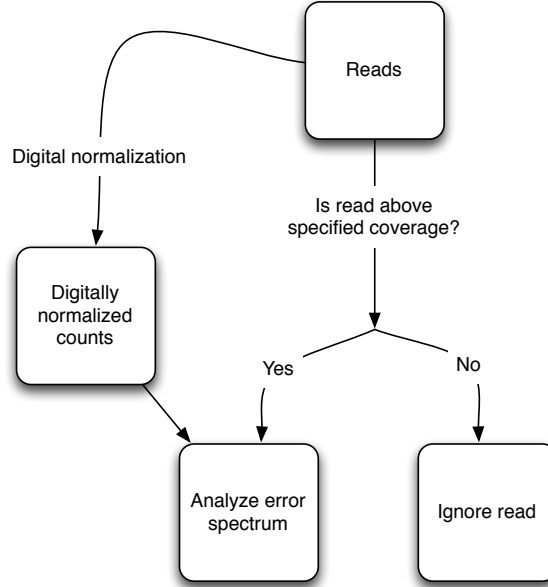 Reads
Digital normalization
Is read above
specified coverage?
Digitally
normalized
counts
Yes
No
Analyze error
spectrum
Ignore read